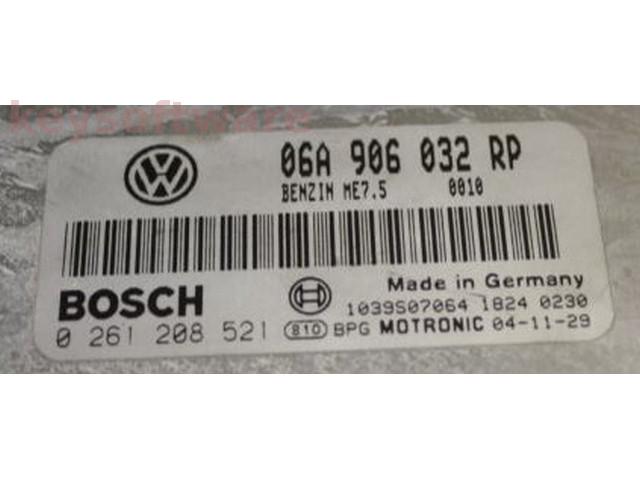 keysoftware
06A 906 032 RP
BENZIN ME7.5 0010
BOSCH
Made in Germany
1039S07064 1824 0230
0 261 208 521 810 BPG MOTRONIC 04-11-29